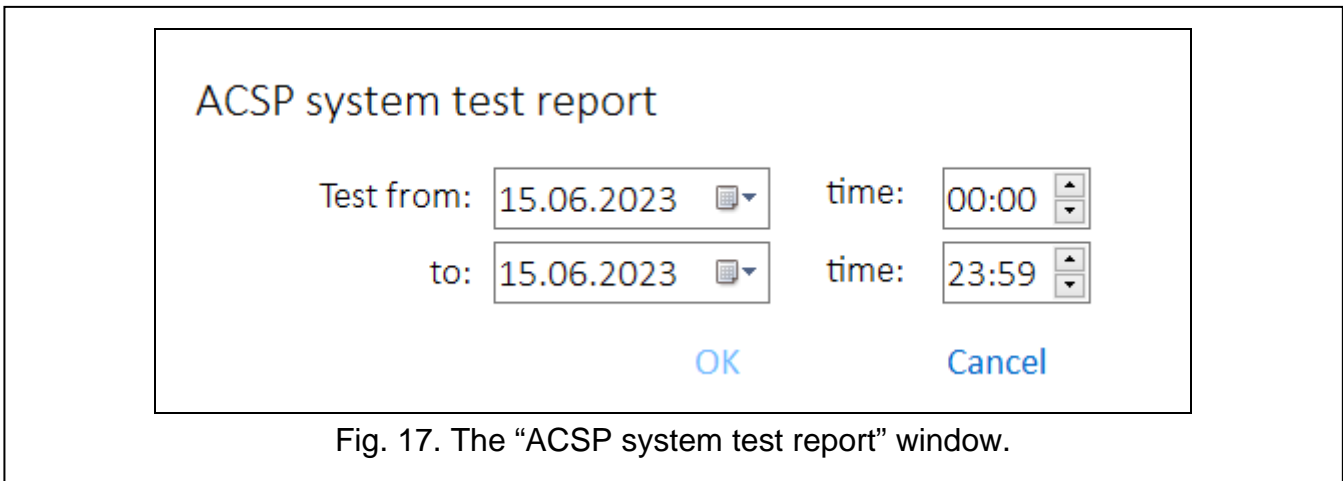 ACSP system test report
Test from: 15.06.2023 time: 00:00
to: 15.06.2023 time: 23:59
OK Cancel
Fig. 17. The “ACSP system test report” window.